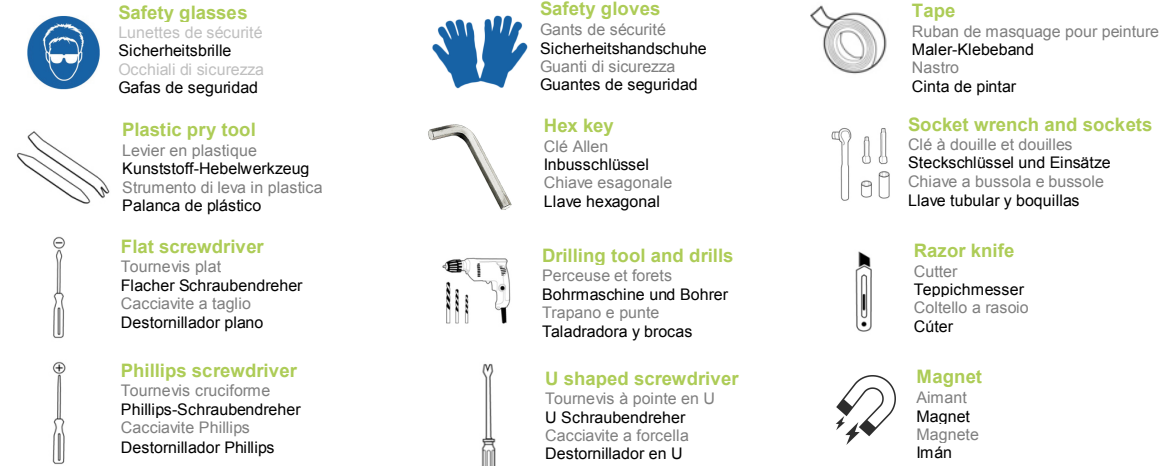 Safety glasses
Lunettes de sécurité
Sicherheitsbrille
Occhiali di sicurezza
Gafas de seguridad
Safety gloves
Gants de sécurité
Sicherheitshandschuhe
Guanti di sicurezza
Guantes de seguridad
Tape
Ruban de masquage pour peinture
Maler-Klebeband
Nastro
Cinta de pintar
Plastic pry tool
Levier en plastique
Kunststoff-Hebelwerkzeug
Strumento di leva in plastica
Palanca de plástico
Hex key
Clé Allen
Inbusschlüssel
Chiave esagonale
Llave hexagonal
Socket wrench and sockets
Clé à douille et douilles
Steckschlüssel und Einsätze
Chiave a bussola e bussole
Llave tubular y boquillas
Flat screwdriver
Tournevis plat
Flacher Schraubendreher
Cacciavite a taglio
Destornillador plano
Drilling tool and drills
Perceuse et forets
Bohrmaschine und Bohrer
Trapano e punte
Taladradora y brocas
Razor knife
Cutter
Teppichmesser
Coltello a rasoio
Cúter
Phillips screwdriver
Tournevis cruciforme
Phillips-Schraubendreher
Cacciavite Phillips
Destornillador Phillips
U shaped screwdriver
Tournevis à pointe en U
U Schraubendreher
Cacciavite a forcella
Destornillador en U
Magnet
Aimant
Magnet
Magnete
Imán